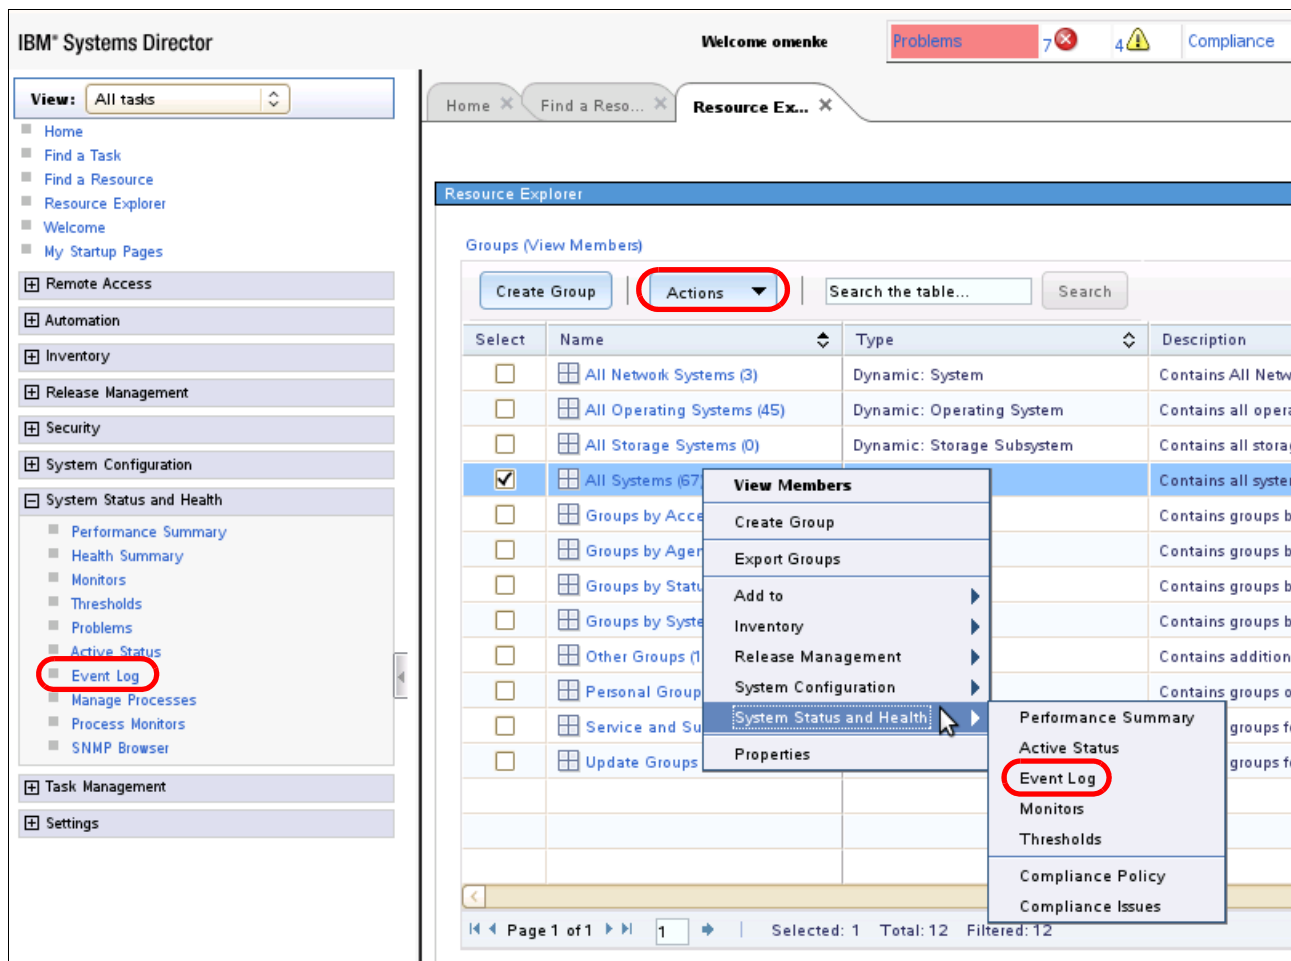 IBM® Systems Director
Welcome omenke
Problems 7 4 Compliance
View: All tasks
Home
Find a Task
Find a Resource
Resource Explorer
Welcome
My Startup Pages
Remote Access
Automation
Inventory
Release Management
Security
System Configuration
System Status and Health
Performance Summary
Health Summary
Monitors
Thresholds
Problems
Active Status
Event Log
Manage Processes
Process Monitors
SNMP Browser
Task Management
Settings
Home Find a Reso... Resource Ex...
Resource Explorer
Groups (View Members)
Create Group Actions Search the table... Search
Select Name Type Description
All Network Systems (3) Dynamic: System Contains All Netw
All Operating Systems (45) Dynamic: Operating System Contains all opera
All Storage Systems (0) Dynamic: Storage Subsystem Contains all storag
All Systems (67) Contains all syste
Groups by Acce Contains groups b
Groups by Agen Contains groups b
Groups by Statu Contains groups b
Groups by Syste Contains groups b
Other Groups (1 Contains addition
Personal Group Contains groups o
Service and Su groups f
Update Groups groups f
View Members
Create Group
Export Groups
Add to
Inventory
Release Management
System Configuration
System Status and Health
Properties
Performance Summary
Active Status
Event Log
Monitors
Thresholds
Compliance Policy
Compliance Issues
Page 1 of 1 1 Selected: 1 Total: 12 Filtered: 12